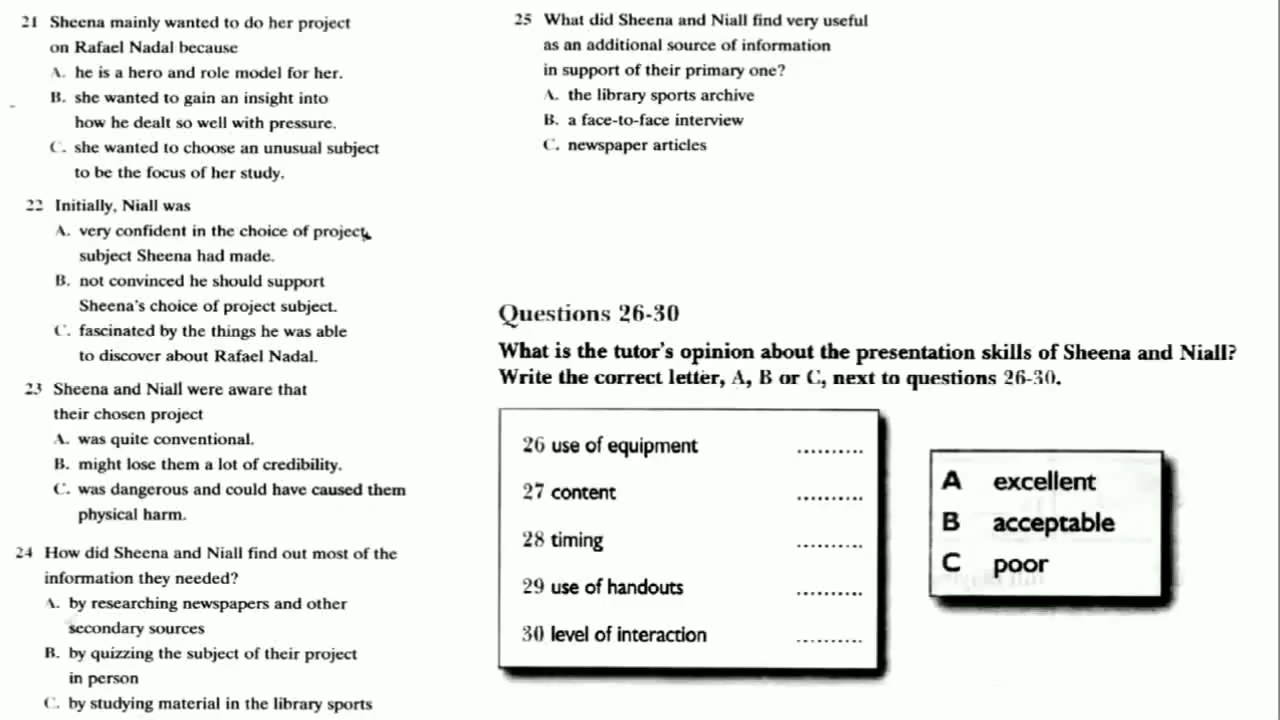 21 Sheena mainly wanted to do her project
on Rafael Nadal because
A. he is a hero and role model for her.
B. she wanted to gain an insight into
how he dealt so well with pressure.
C. she wanted to choose an unusual subject
to be the focus of her study.
22 Initially, Niall was
A. very confident in the choice of project
subject Sheena had made.
B. not convinced he should support
Sheena's choice of project subject.
C. fascinated by the things he was able
to discover about Rafael Nadal.
23 Sheena and Niall were aware that
their chosen project
A. was quite conventional.
B. might lose them a lot of credibility.
C. was dangerous and could have caused them
physical harm.
24 How did Sheena and Niall find out most of the
information they needed?
A. by researching newspapers and other
secondary sources
B. by quizzing the subject of their project
in person
C. by studying material in the library sports
25 What did Sheena and Niall find very useful
as an additional source of information
in support of their primary one?
A. the library sports archive
B. a face-to-face interview
C. newspaper articles
Questions 26-30
What is the tutor's opinion about the presentation skills of Sheena and Niall?
Write the correct letter, A, B or C, next to questions 26-30.
26 use of equipment ..........
27 content ..........
28 timing ..........
29 use of handouts ..........
30 level of interaction ..........
A excellent
B acceptable
C poor